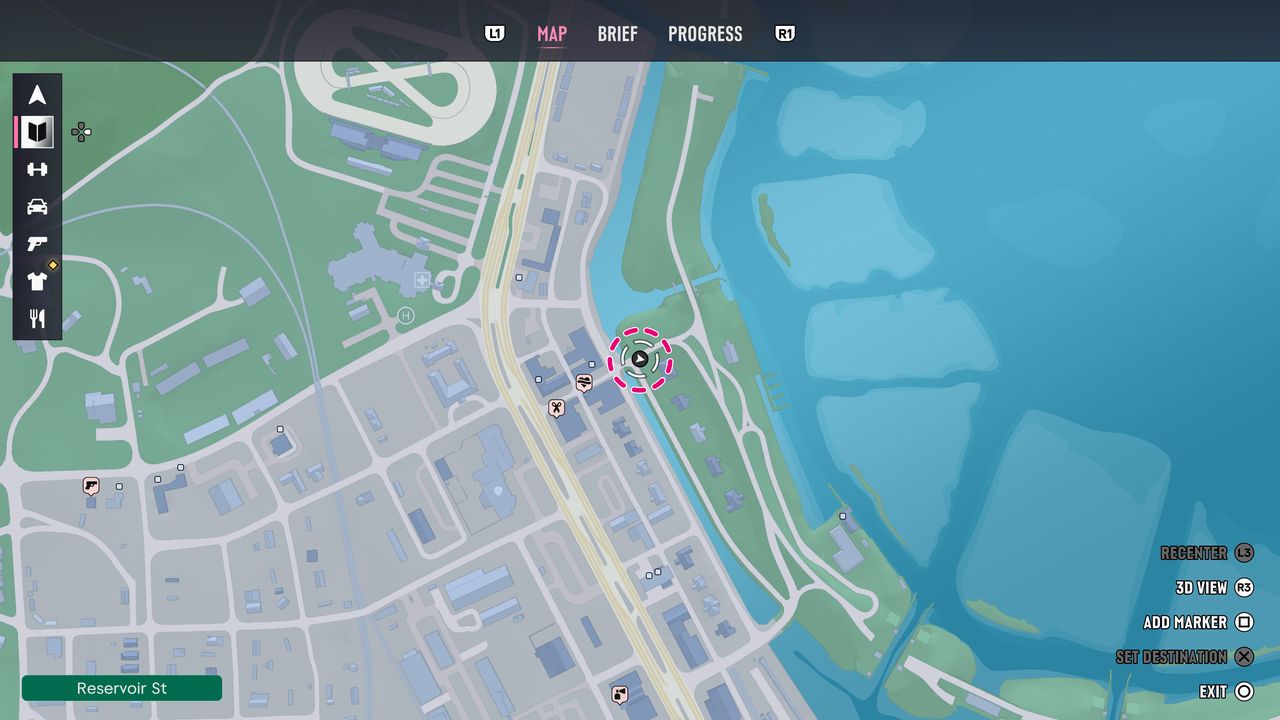 L1 MAP BRIEF PROGRESS R1
H
RECENTER L3
3D VIEW R3
ADD MARKER
SET DESTINATION
EXIT
Reservoir St